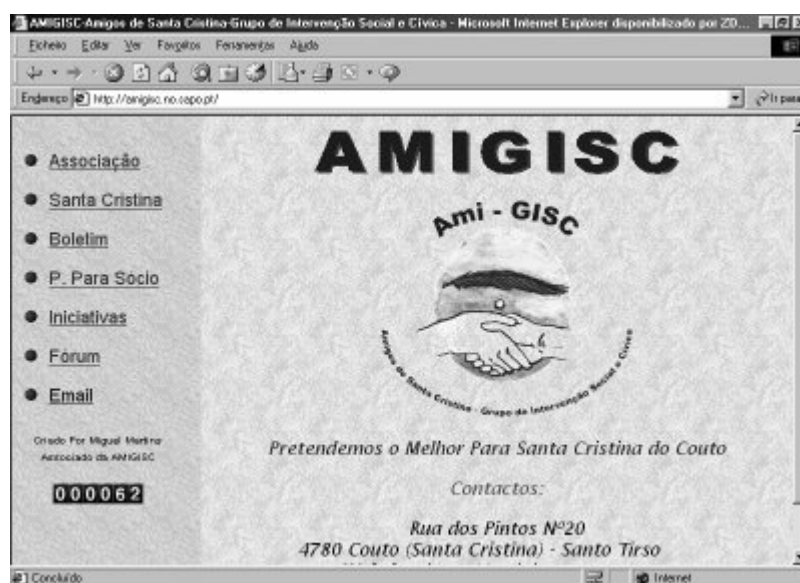 AMIGISC-Amigos de Santa Cristina-Grupo de Intervenção Social e Cívica - Microsoft Internet Explorer disponibilizado por ZO...
Ficheiro Editar Ver Favoritos Ferramentas Ajuda
Endereço http://amigisc.no.sapo.pt/ Ir para
Associação
Santa Cristina
Boletim
P. Para Sócio
Iniciativas
Fórum
Email
Criado Por Miguel Martins
Associado da AMIGISC
000062
AMIGISC
Ami - GISC
Amigos de Santa Cristina - Grupo de Intervenção Social e Cívica
Pretendemos o Melhor Para Santa Cristina do Couto
Contactos:
Rua dos Pintos Nº20
4780 Couto (Santa Cristina) - Santo Tirso
Concluído Internet